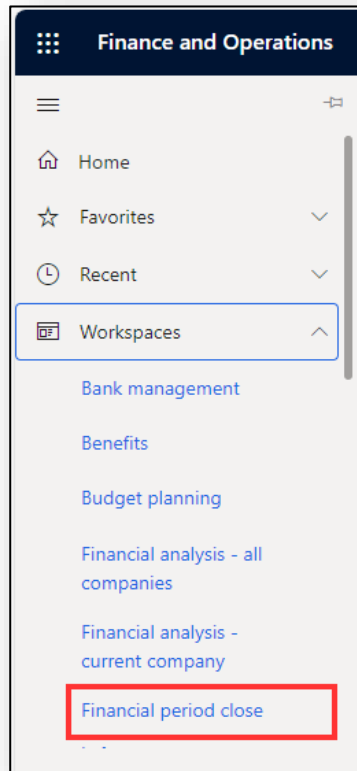 Finance and Operations
Home
Favorites
Recent
Workspaces
Bank management
Benefits
Budget planning
Financial analysis - all
companies
Financial analysis -
current company
Financial period close